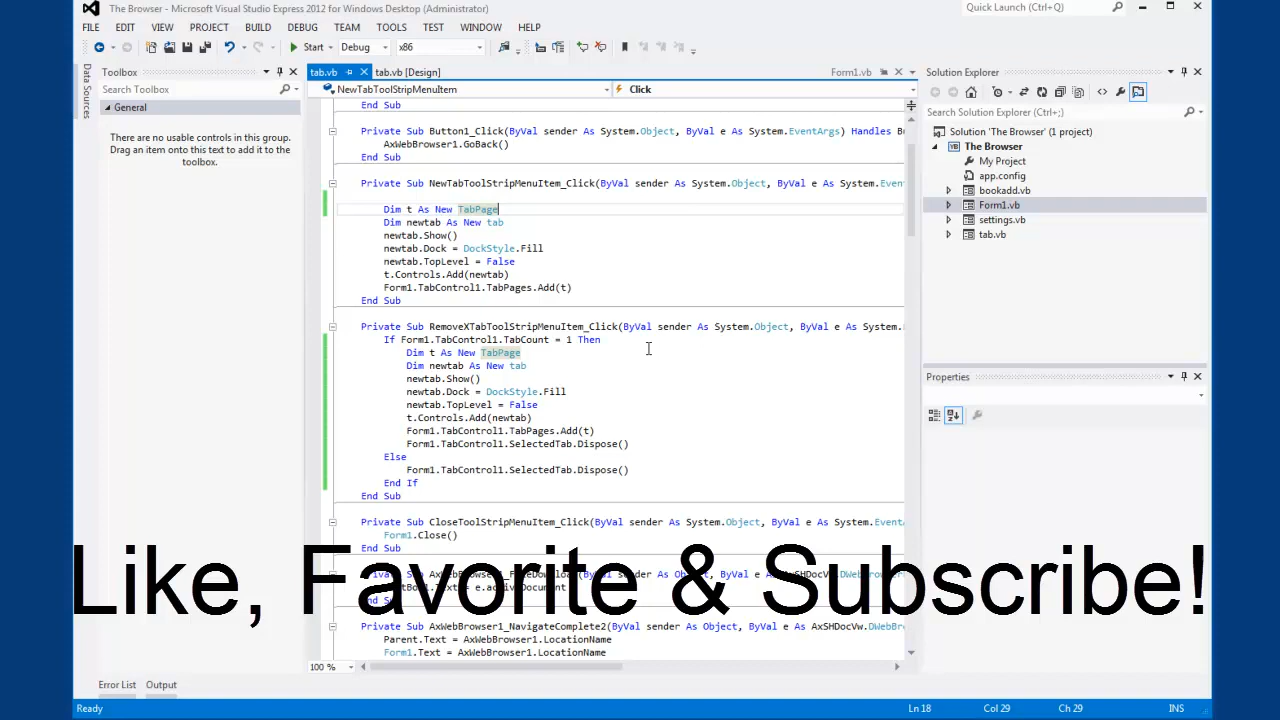 The Browser - Microsoft Visual Studio Express 2012 for Windows Desktop (Administrator)
Quick Launch (Ctrl+Q)
FILE EDIT VIEW PROJECT BUILD DEBUG TEAM TOOLS TEST WINDOW HELP
Start Debug x86
Data Sources
Toolbox
Search Toolbox
General
There are no usable controls in this group.
Drag an item onto this text to add it to the
toolbox.
tab.vb tab.vb [Design] Form1.vb
NewTabToolStripMenuItem Click
End Sub
Private Sub Button1_Click(ByVal sender As System.Object, ByVal e As System.EventArgs) Handles Bu
AxWebBrowser1.GoBack()
End Sub
Private Sub NewTabToolStripMenuItem_Click(ByVal sender As System.Object, ByVal e As System.Event
Dim t As New TabPage
Dim newtab As New tab
newtab.Show()
newtab.Dock = DockStyle.Fill
newtab.TopLevel = False
t.Controls.Add(newtab)
Form1.TabControl1.TabPages.Add(t)
End Sub
Private Sub RemoveXTabToolStripMenuItem_Click(ByVal sender As System.Object, ByVal e As System.
If Form1.TabControl1.TabCount = 1 Then
Dim t As New TabPage
Dim newtab As New tab
newtab.Show()
newtab.Dock = DockStyle.Fill
newtab.TopLevel = False
t.Controls.Add(newtab)
Form1.TabControl1.TabPages.Add(t)
Form1.TabControl1.SelectedTab.Dispose()
Else
Form1.TabControl1.SelectedTab.Dispose()
End If
End Sub
Private Sub CloseToolStripMenuItem_Click(ByVal sender As System.Object, ByVal e As System.EventA
Form1.Close()
End Sub
Like, Favorite & Subscribe!
Private Sub AxWebBrowser1_NavigateComplete2(ByVal sender As Object, ByVal e As AxSHDocVw.DWebBro
Parent.Text = AxWebBrowser1.LocationName
Form1.Text = AxWebBrowser1.LocationName
100 %
Solution Explorer
Search Solution Explorer (Ctrl+;)
Solution 'The Browser' (1 project)
The Browser
My Project
app.config
bookadd.vb
Form1.vb
settings.vb
tab.vb
Properties
Error List Output
Ready Ln 18 Col 29 Ch 29 INS